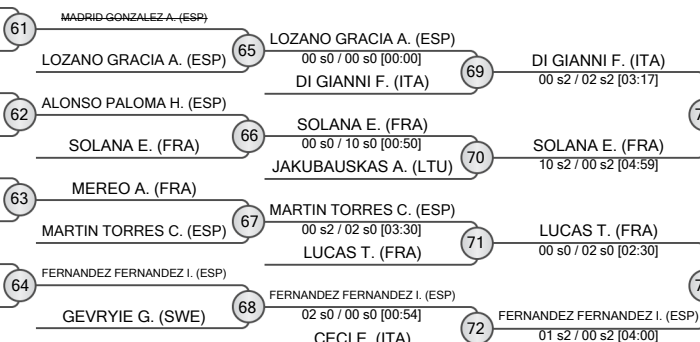 61
MADRID GONZALEZ A. (ESP)
LOZANO GRACIA A. (ESP)
62
ALONSO PALOMA H. (ESP)
SOLANA E. (FRA)
63
MEREO A. (FRA)
MARTIN TORRES C. (ESP)
64
FERNANDEZ FERNANDEZ I. (ESP)
GEVRYIE G. (SWE)
65
LOZANO GRACIA A. (ESP)
00 s0 / 00 s0 [00:00]
DI GIANNI F. (ITA)
66
SOLANA E. (FRA)
00 s0 / 10 s0 [00:50]
JAKUBAUSKAS A. (LTU)
67
MARTIN TORRES C. (ESP)
00 s2 / 02 s0 [03:30]
LUCAS T. (FRA)
68
FERNANDEZ FERNANDEZ I. (ESP)
02 s0 / 00 s0 [00:54]
CECI E. (ITA)
69
DI GIANNI F. (ITA)
00 s2 / 02 s2 [03:17]
70
SOLANA E. (FRA)
10 s2 / 00 s2 [04:59]
71
LUCAS T. (FRA)
00 s0 / 02 s0 [02:30]
72
FERNANDEZ FERNANDEZ I. (ESP)
01 s2 / 00 s2 [04:00]